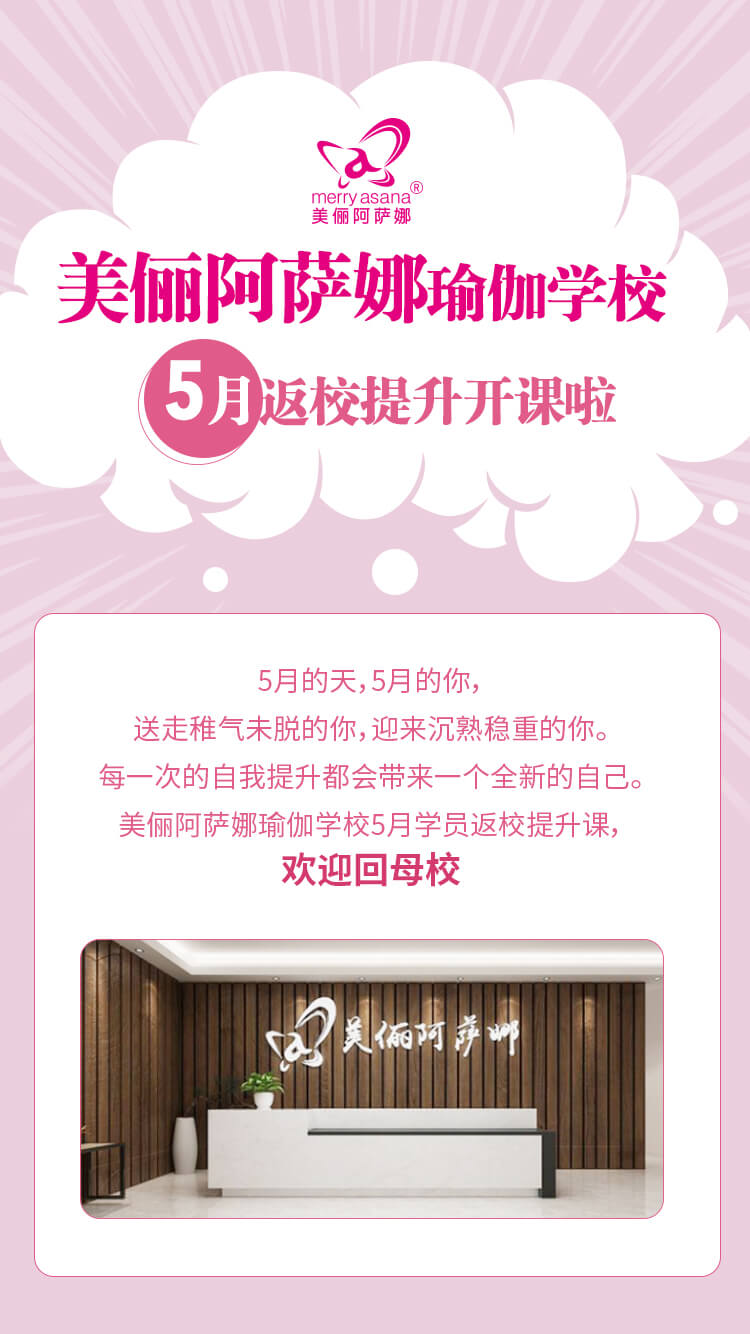 merry asana®
美俪阿萨娜
美俪阿萨娜瑜伽学校
5月返校提升开课啦
5月的天，5月的你，
送走稚气未脱的你，迎来沉熟稳重的你。
每一次的自我提升都会带来一个全新的自己。
美俪阿萨娜瑜伽学校5月学员返校提升课，
欢迎回母校
美俪阿萨娜